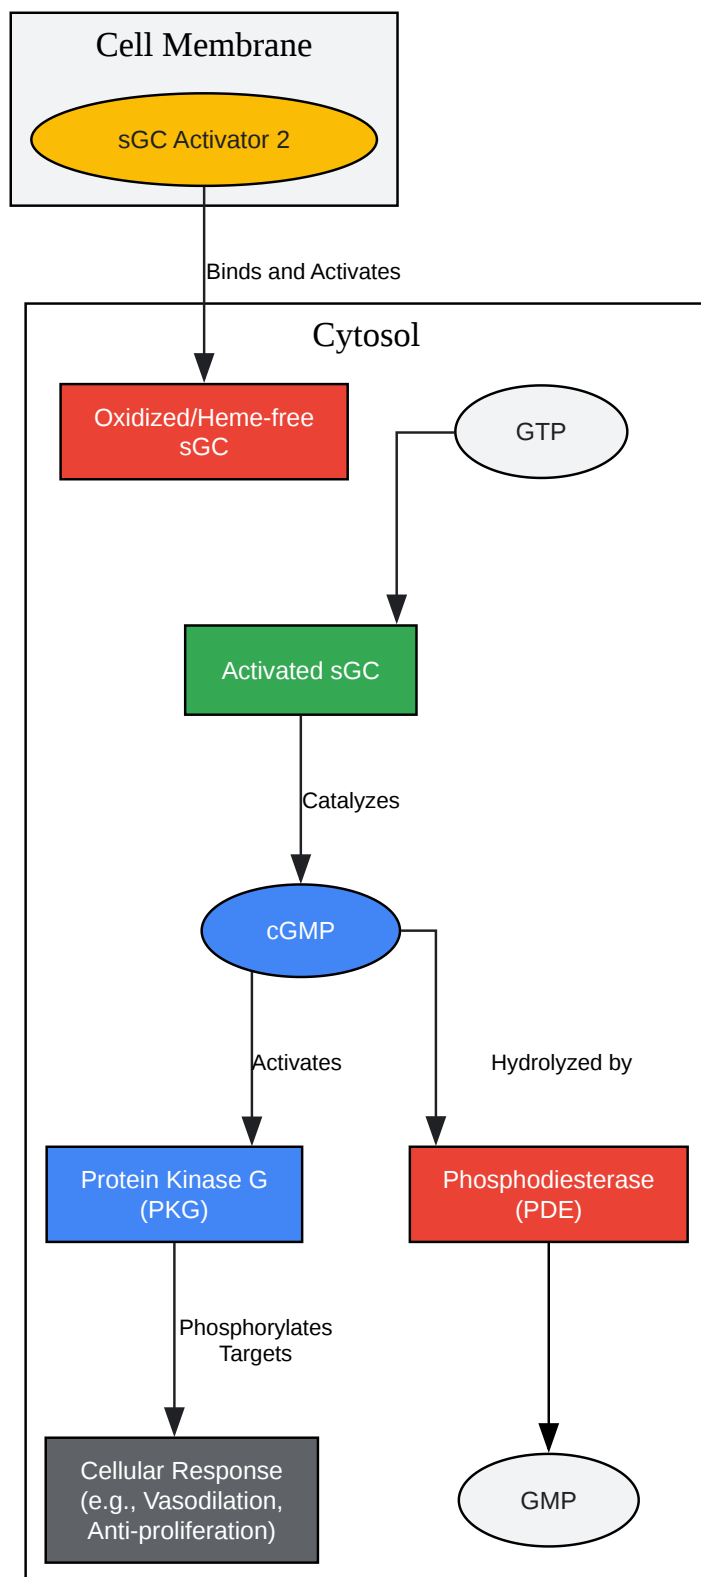 Cell Membrane
sGC Activator 2
Binds and Activates
Cytosol
Oxidized/Heme-free
sGC
GTP
Activated sGC
Catalyzes
cGMP
Activates
Hydrolyzed by
Protein Kinase G
(PKG)
Phosphodiesterase
(PDE)
Phosphorylates
Targets
Cellular Response
(e.g., Vasodilation,
Anti-proliferation)
GMP